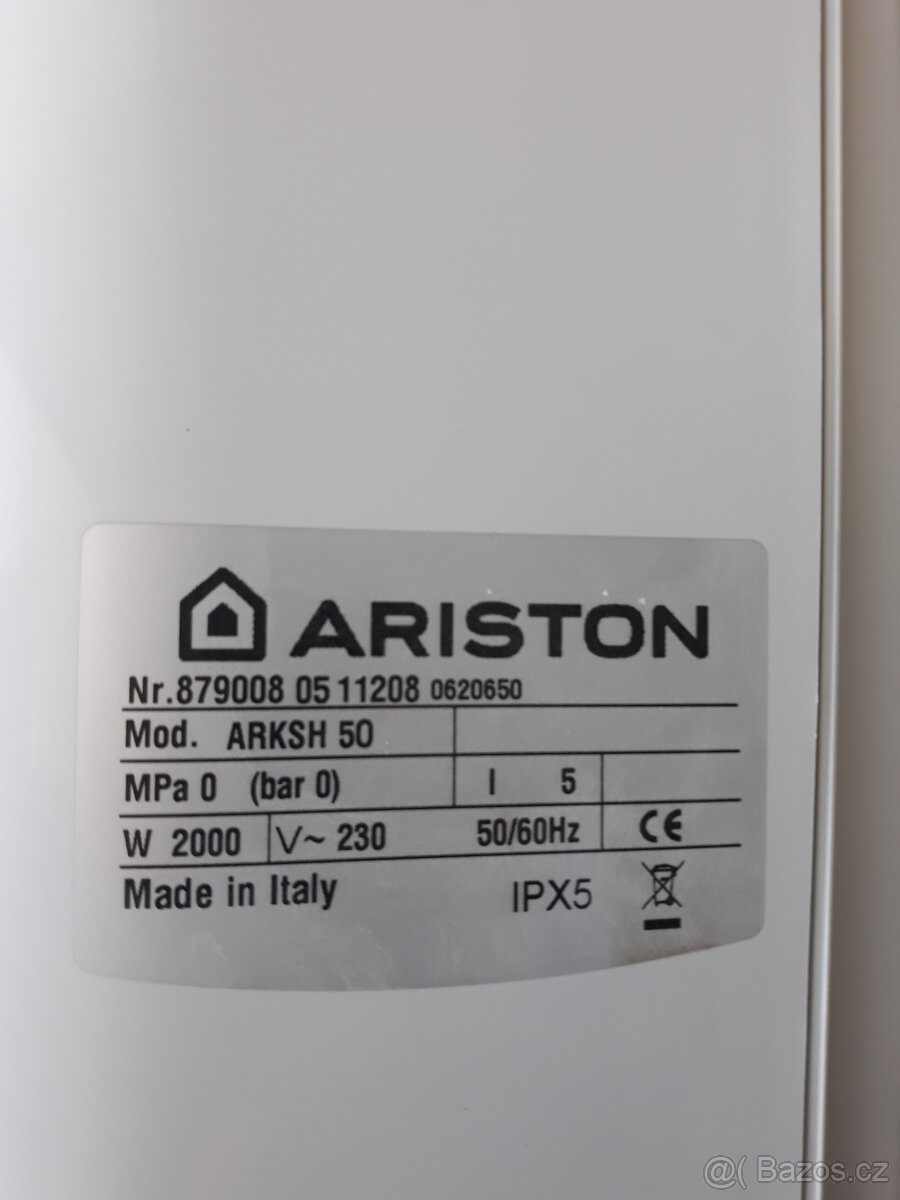 ARISTON
Nr.879008 05 11208 0620650
Mod. ARKSH 50
MPa 0 (bar 0) l 5
W 2000 V~ 230 50/60Hz CE
Made in Italy IPX5
@( Bazos.cz